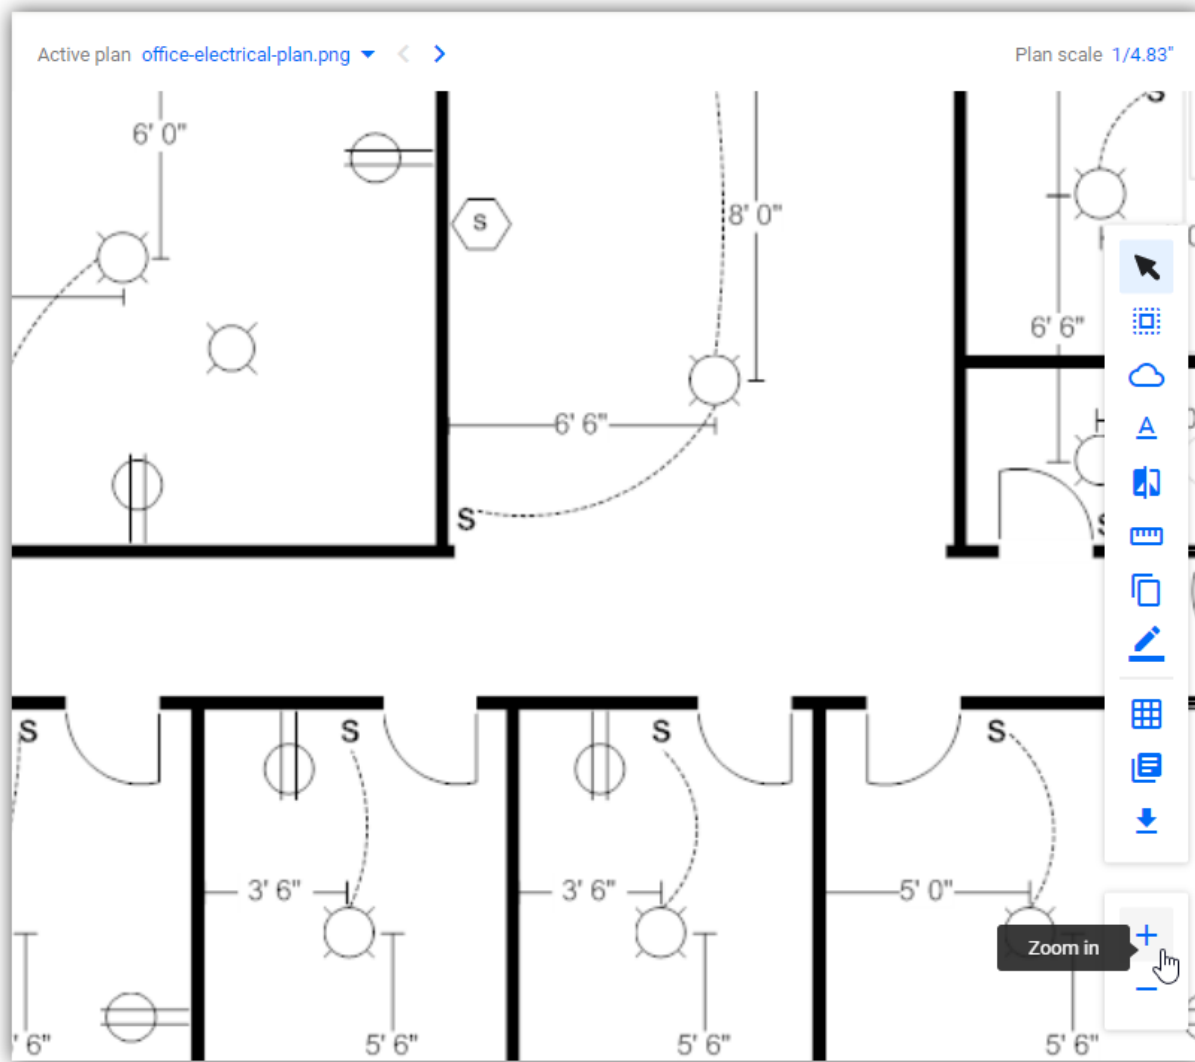 Active plan office-electrical-plan.png
Plan scale 1/4.83"
S
6' 0"
8' 0"
S
6' 6"
6' 6"
A
S
S
S
S
S
S
3' 6"
3' 6"
5' 0"
Zoom in
' 6"
5' 6"
5' 6"
5' 6"